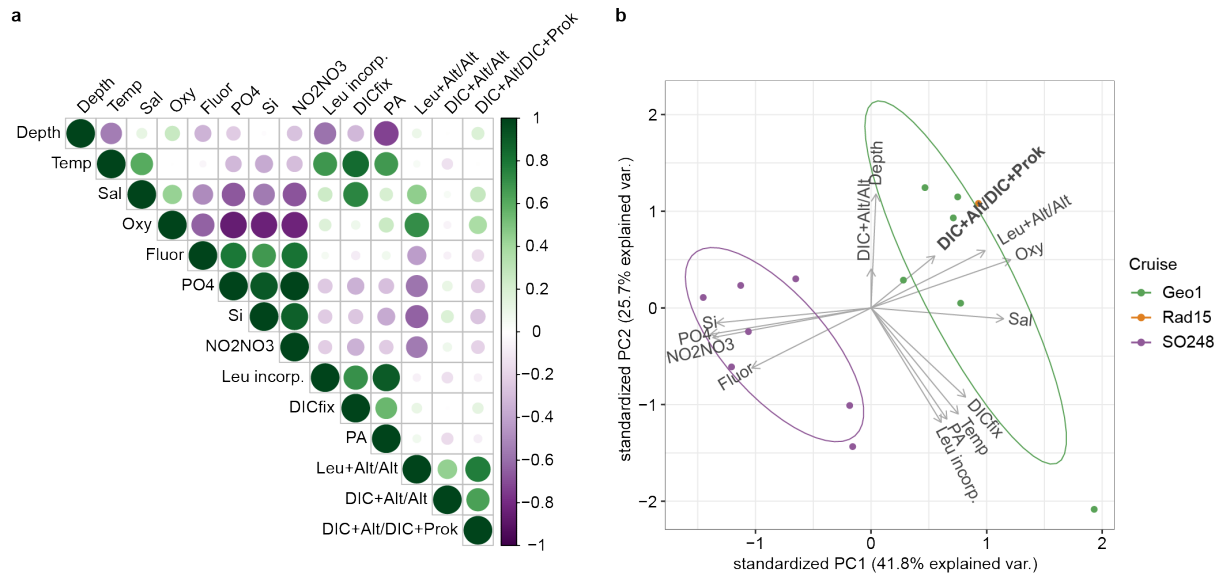 a
Depth
Temp
Sal
Oxy
Fluor
PO4
Si
NO2NO3
Leu incorp.
DICfix
PA
Leu+Alt/Alt
DIC+Alt/Alt
DIC+Alt/DIC+Prok
Depth
Temp
Sal
Oxy
Fluor
PO4
Si
NO2NO3
Leu incorp.
DICfix
PA
Leu+Alt/Alt
DIC+Alt/Alt
DIC+Alt/DIC+Prok
1
0.8
0.6
0.4
0.2
0
−0.2
−0.4
−0.6
−0.8
−1
b
standardized PC2 (25.7% explained var.)
2
1
0
−1
−2
Depth
DIC+Alt/Alt
DIC+Alt/DIC+Prok
Leu+Alt/Alt
Oxy
Sal
Si
PO4
NO2NO3
Fluor
DICfix
Temp
PA
Leu incorp.
−1
0
1
2
standardized PC1 (41.8% explained var.)
Cruise
Geo1
Rad15
SO248